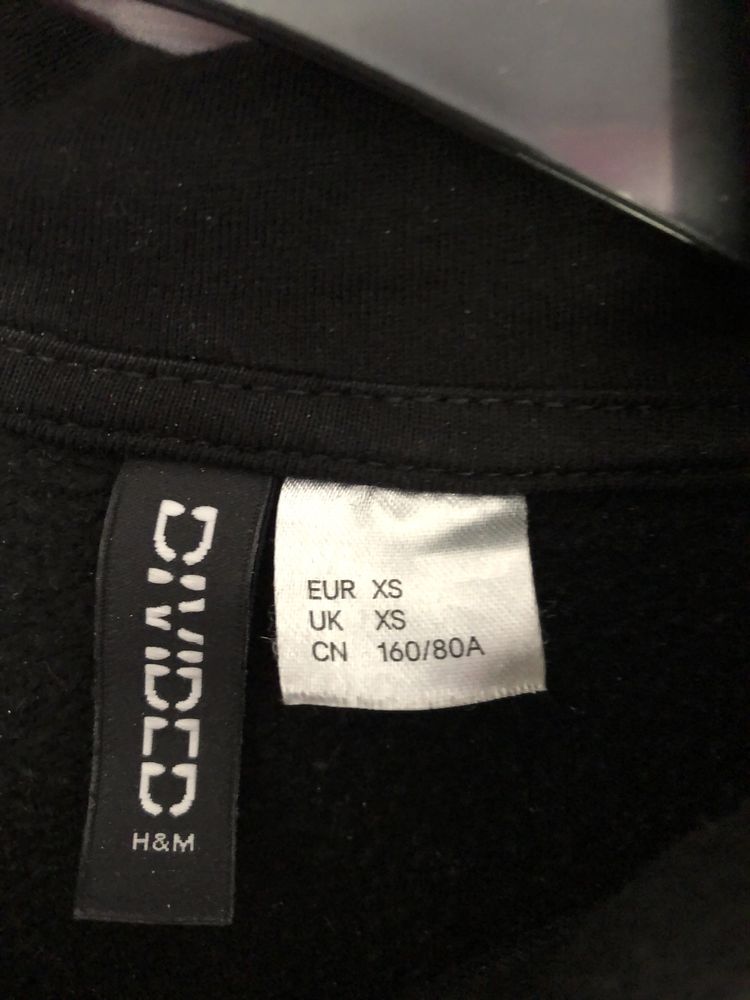 DIVIDED
H&M
EUR XS
UK XS
CN 160/80A